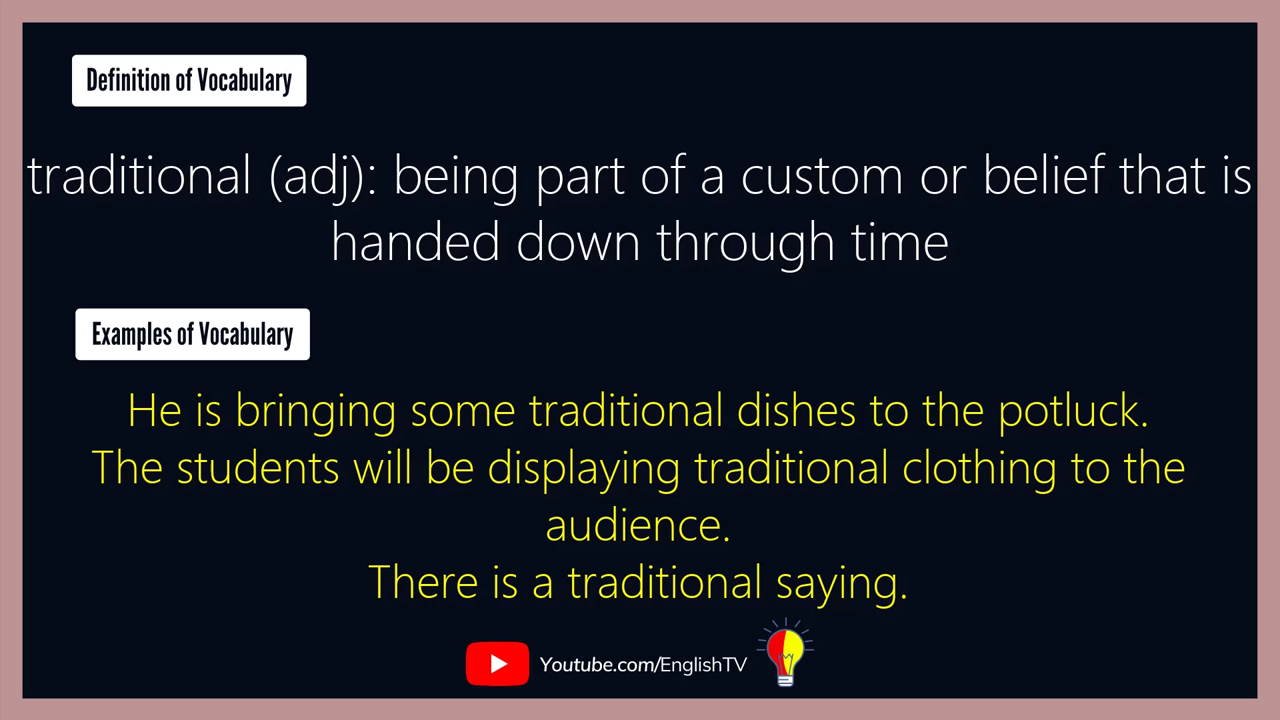 Definition of Vocabulary
traditional (adj): being part of a custom or belief that is
handed down through time
Examples of Vocabulary
He is bringing some traditional dishes to the potluck.
The students will be displaying traditional clothing to the
audience.
There is a traditional saying.
Youtube.com/EnglishTV